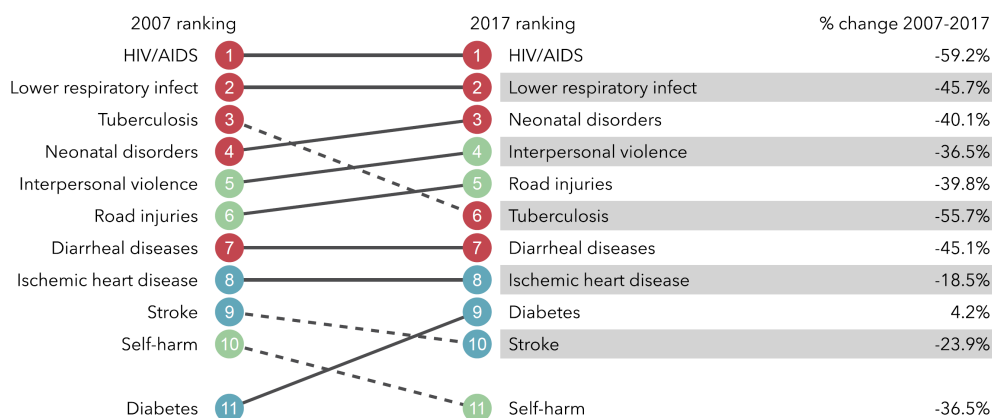 2007 ranking 2017 ranking % change 2007-2017
HIV/AIDS 1 1 HIV/AIDS -59.2%
Lower respiratory infect 2 2 Lower respiratory infect -45.7%
Tuberculosis 3 3 Neonatal disorders -40.1%
Neonatal disorders 4 4 Interpersonal violence -36.5%
Interpersonal violence 5 5 Road injuries -39.8%
Road injuries 6 6 Tuberculosis -55.7%
Diarrheal diseases 7 7 Diarrheal diseases -45.1%
Ischemic heart disease 8 8 Ischemic heart disease -18.5%
Stroke 9 9 Diabetes 4.2%
Self-harm 10 10 Stroke -23.9%
Diabetes 11 11 Self-harm -36.5%